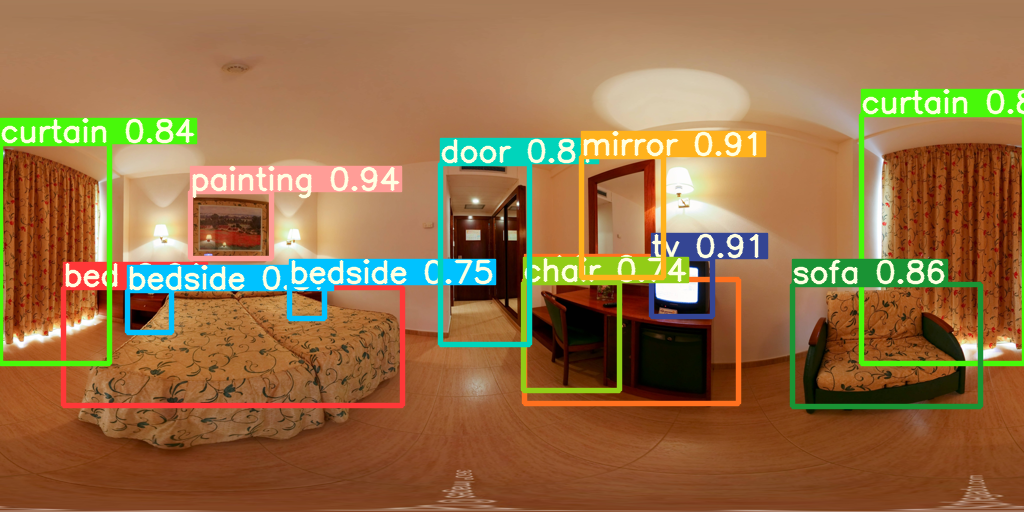 curtain 0.84
painting 0.94
door 0.8
mirror 0.91
curtain 0.8
bed
bedside 0.
bedside 0.75
chair 0.74
tv 0.91
sofa 0.86